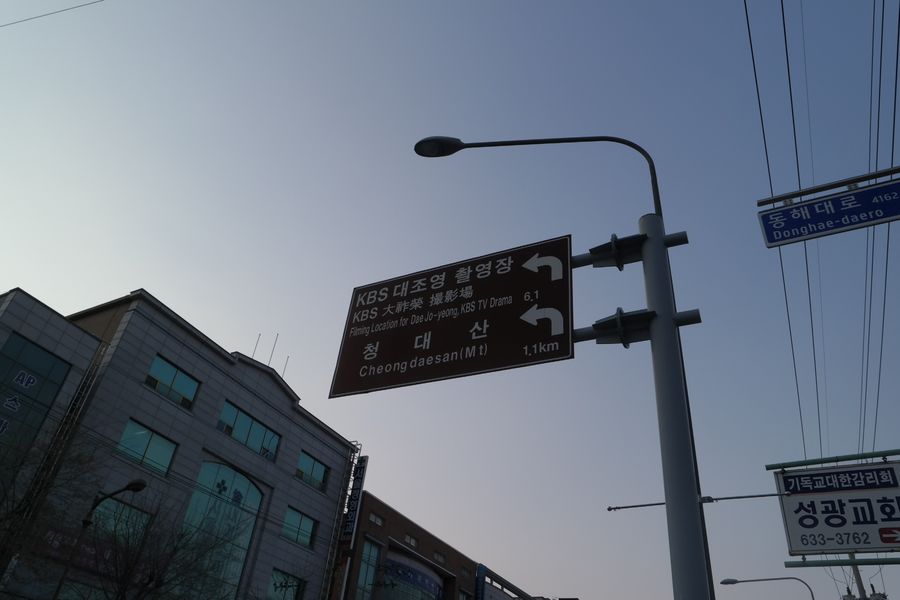 KBS 대조영 촬영장
KBS 大祚榮 撮影場
6.1
Filming Location for Dae Jo-yeong, KBS TV Drama
청 대 산
Cheongdaesan(Mt)
1.1km
동해대로 4162
Donghae-daero
기독교대한감리회
성광교회
633-3762
AP